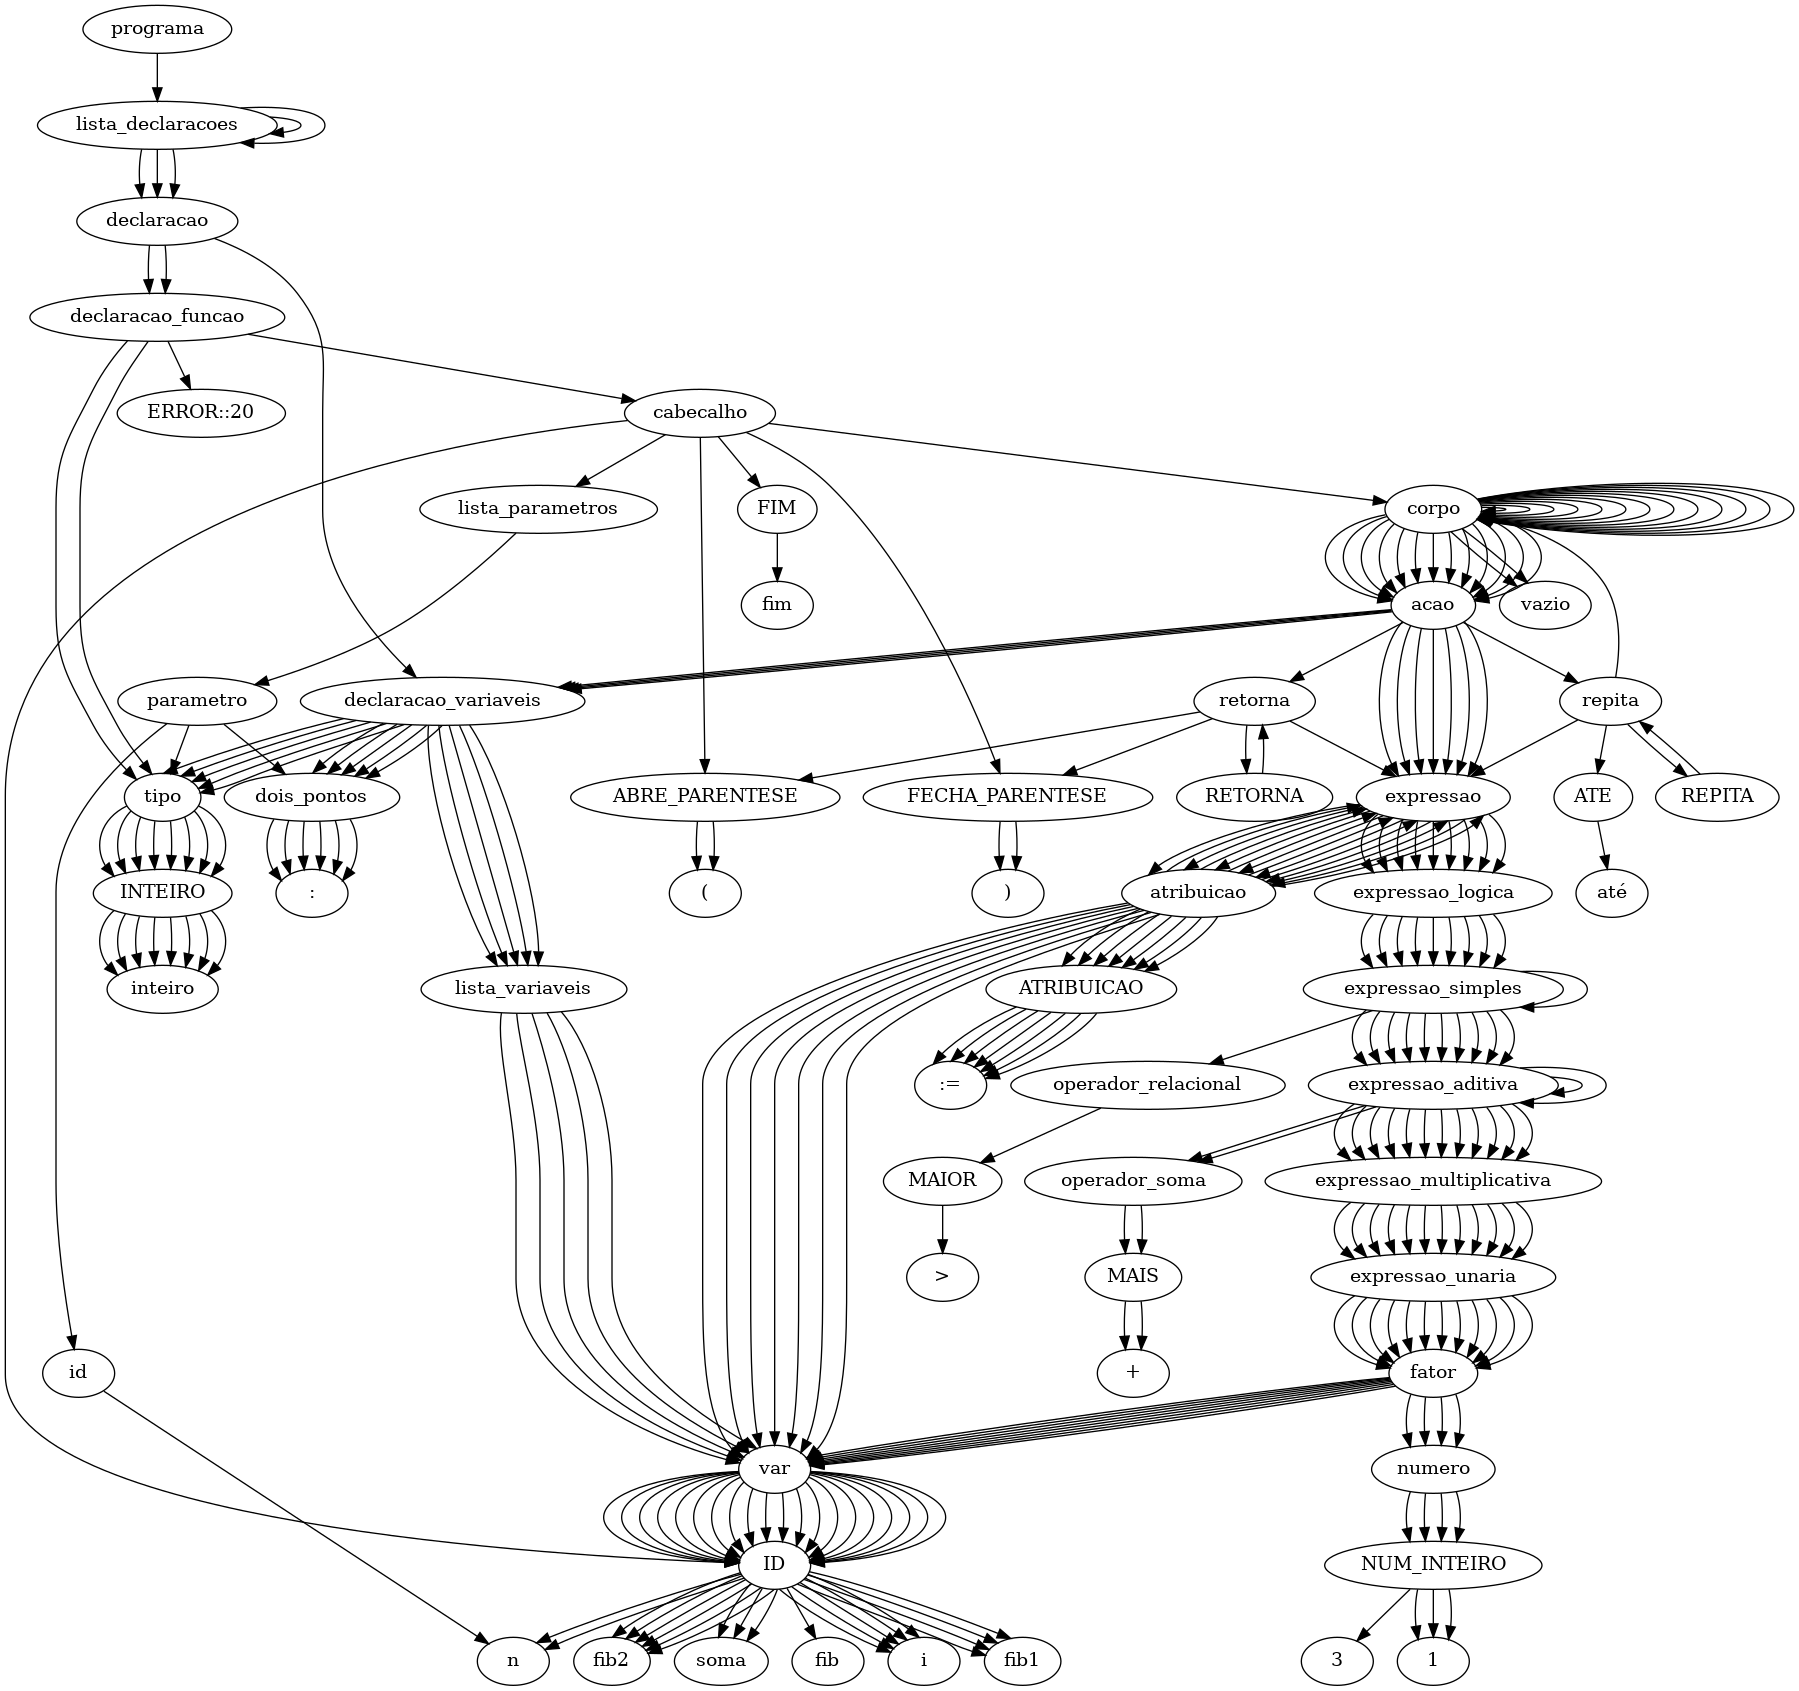 programa
lista_declaracoes
declaracao
declaracao_funcao
ERROR::20
cabecalho
lista_parametros
FIM
corpo
fim
acao
vazio
parametro
declaracao_variaveis
retorna
repita
tipo
dois_pontos
ABRE_PARENTESE
FECHA_PARENTESE
RETORNA
expressao
ATE
REPITA
INTEIRO
:
(
)
atribuicao
expressao_logica
até
inteiro
lista_variaveis
ATRIBUICAO
expressao_simples
:=
operador_relacional
expressao_aditiva
MAIOR
operador_soma
expressao_multiplicativa
>
MAIS
expressao_unaria
id
+
fator
var
numero
ID
NUM_INTEIRO
n
fib2
soma
fib
i
fib1
3
1